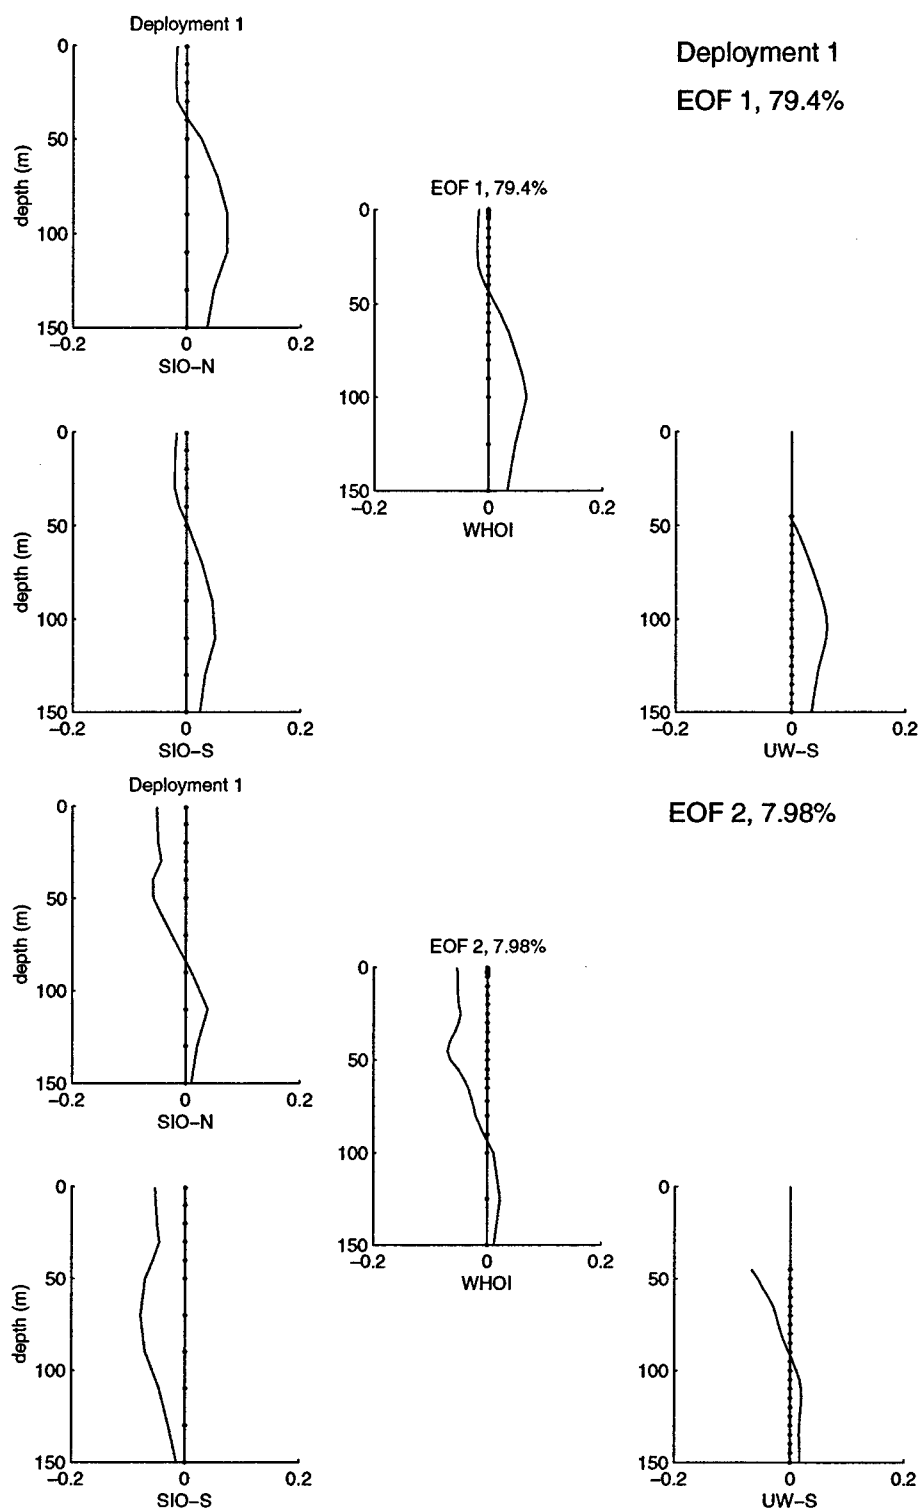 Deployment 1
Deployment 1
EOF 1, 79.4%
0
50
100
150
depth (m)
−0.2 0 0.2
SIO−N
EOF 1, 79.4%
0
50
100
150
−0.2 0 0.2
WHOI
0
50
100
150
depth (m)
−0.2 0 0.2
SIO−S
0
50
100
150
−0.2 0 0.2
UW−S
Deployment 1
EOF 2, 7.98%
0
50
100
150
depth (m)
−0.2 0 0.2
SIO−N
EOF 2, 7.98%
0
50
100
150
−0.2 0 0.2
WHOI
0
50
100
150
depth (m)
−0.2 0 0.2
SIO−S
0
50
100
150
−0.2 0 0.2
UW−S